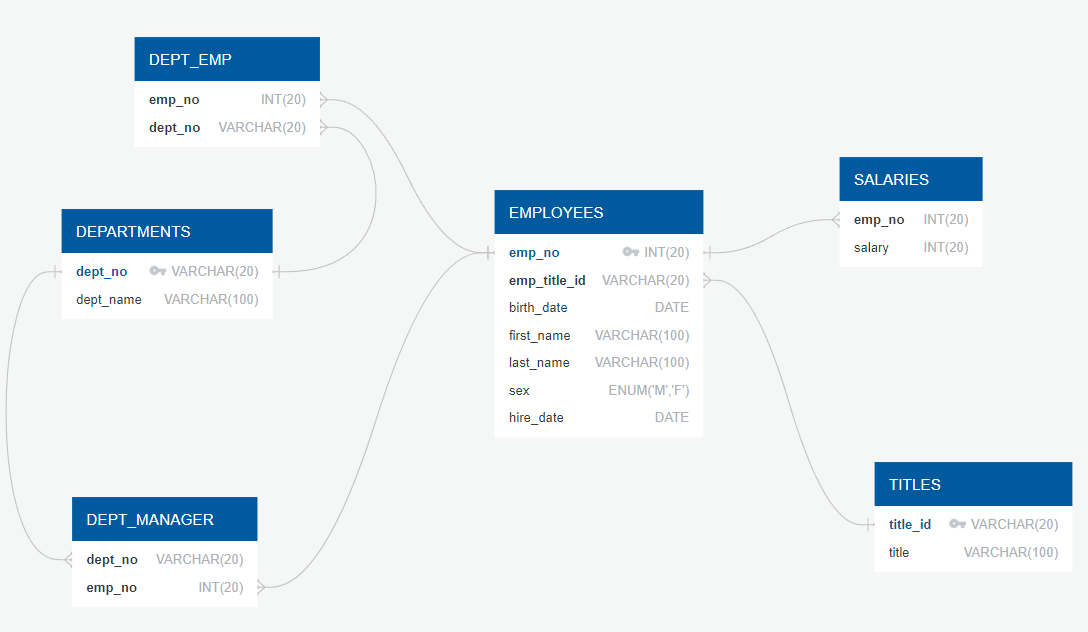 DEPT_EMP
emp_no INT(20)
dept_no VARCHAR(20)
DEPARTMENTS
dept_no VARCHAR(20)
dept_name VARCHAR(100)
DEPT_MANAGER
dept_no VARCHAR(20)
emp_no INT(20)
EMPLOYEES
emp_no INT(20)
emp_title_id VARCHAR(20)
birth_date DATE
first_name VARCHAR(100)
last_name VARCHAR(100)
sex ENUM('M','F')
hire_date DATE
SALARIES
emp_no INT(20)
salary INT(20)
TITLES
title_id VARCHAR(20)
title VARCHAR(100)